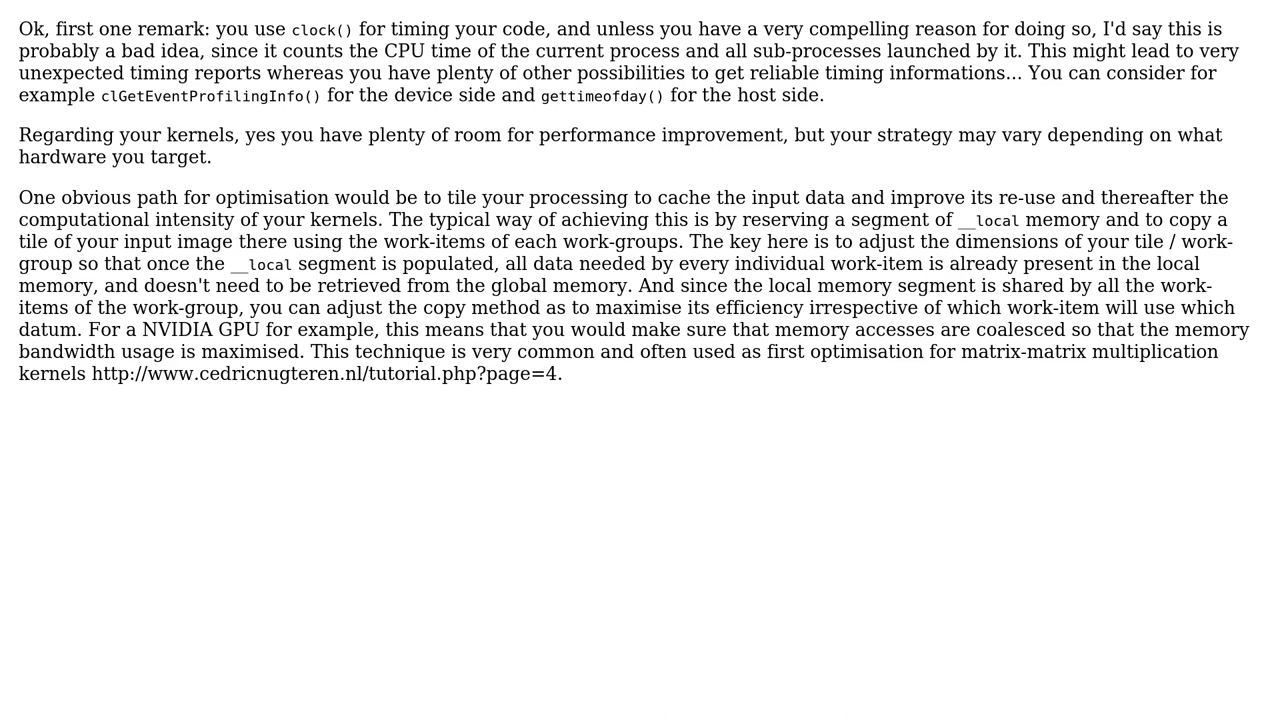 Ok, first one remark: you use clock() for timing your code, and unless you have a very compelling reason for doing so, I'd say this is
probably a bad idea, since it counts the CPU time of the current process and all sub-processes launched by it. This might lead to very
unexpected timing reports whereas you have plenty of other possibilities to get reliable timing informations... You can consider for
example clGetEventProfilingInfo() for the device side and gettimeofday() for the host side.
Regarding your kernels, yes you have plenty of room for performance improvement, but your strategy may vary depending on what
hardware you target.
One obvious path for optimisation would be to tile your processing to cache the input data and improve its re-use and thereafter the
computational intensity of your kernels. The typical way of achieving this is by reserving a segment of __local memory and to copy a
tile of your input image there using the work-items of each work-groups. The key here is to adjust the dimensions of your tile / work-
group so that once the __local segment is populated, all data needed by every individual work-item is already present in the local
memory, and doesn't need to be retrieved from the global memory. And since the local memory segment is shared by all the work-
items of the work-group, you can adjust the copy method as to maximise its efficiency irrespective of which work-item will use which
datum. For a NVIDIA GPU for example, this means that you would make sure that memory accesses are coalesced so that the memory
bandwidth usage is maximised. This technique is very common and often used as first optimisation for matrix-matrix multiplication
kernels http://www.cedricnugteren.nl/tutorial.php?page=4.